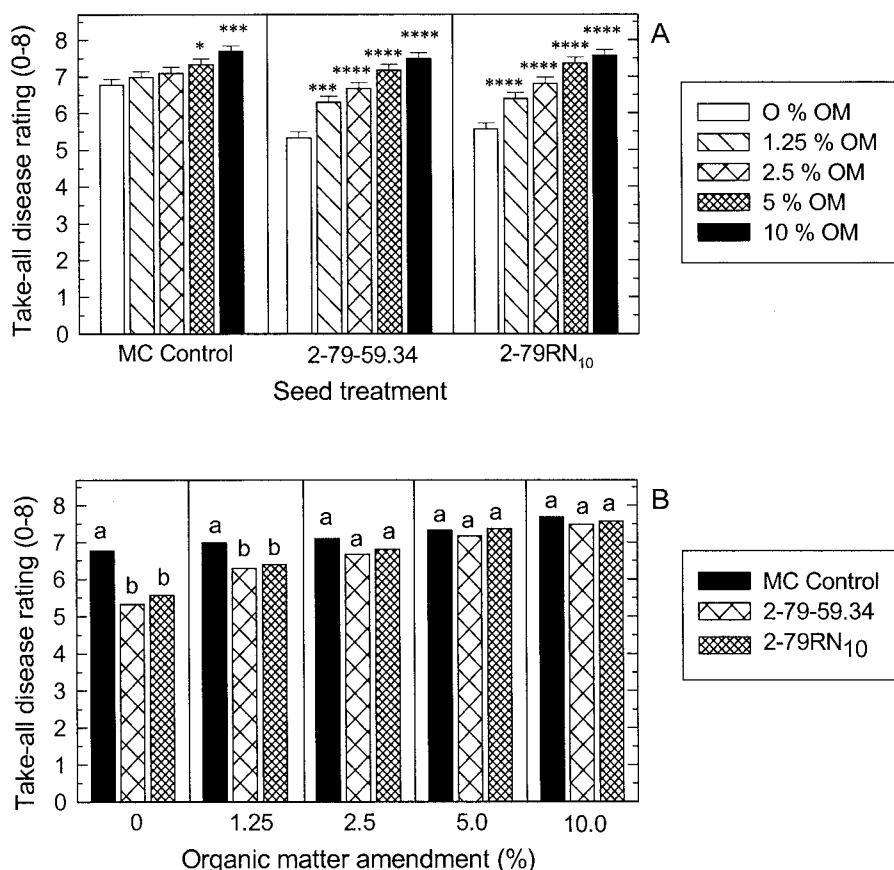 A
Take-all disease rating (0-8)
8
7
6
5
4
3
2
1
0
* *** *** **** **** **** **** **** **** ****
MC Control 2-79-59.34 2-79RN10
Seed treatment
O % OM
1.25 % OM
2.5 % OM
5 % OM
10 % OM
B
Take-all disease rating (0-8)
8
7
6
5
4
3
2
1
0
a b b a b b a a a a a a a a a
0 1.25 2.5 5.0 10.0
Organic matter amendment (%)
MC Control
2-79-59.34
2-79RN10